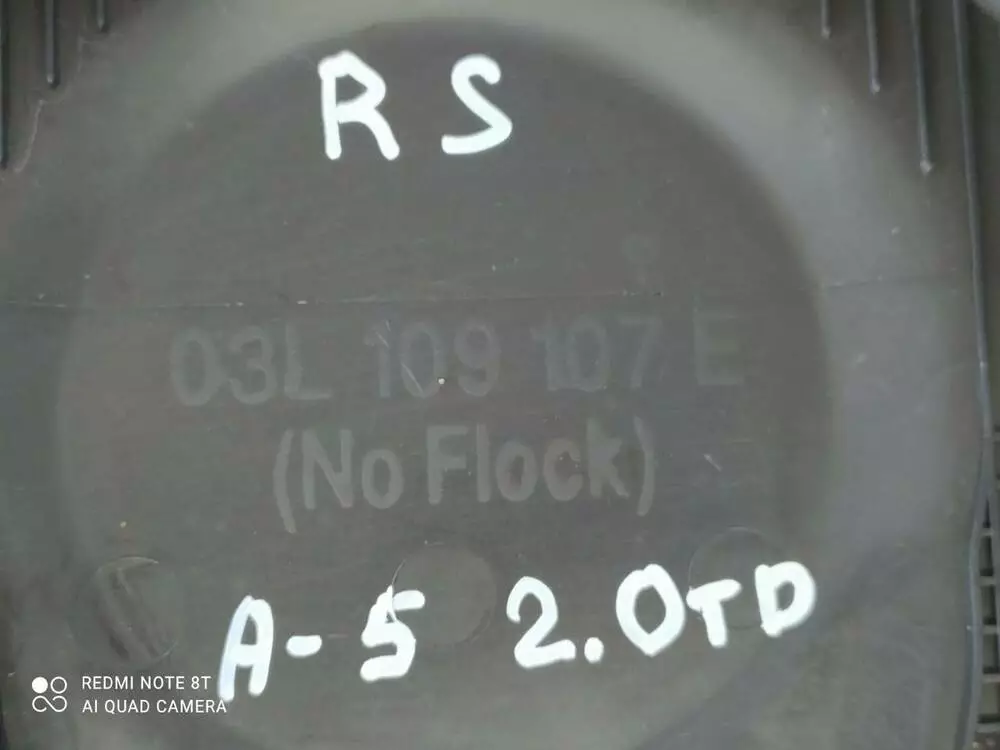 RS
03L 109 107 E
(No Flock)
A-5 2.0TD
REDMI NOTE 8T
AI QUAD CAMERA